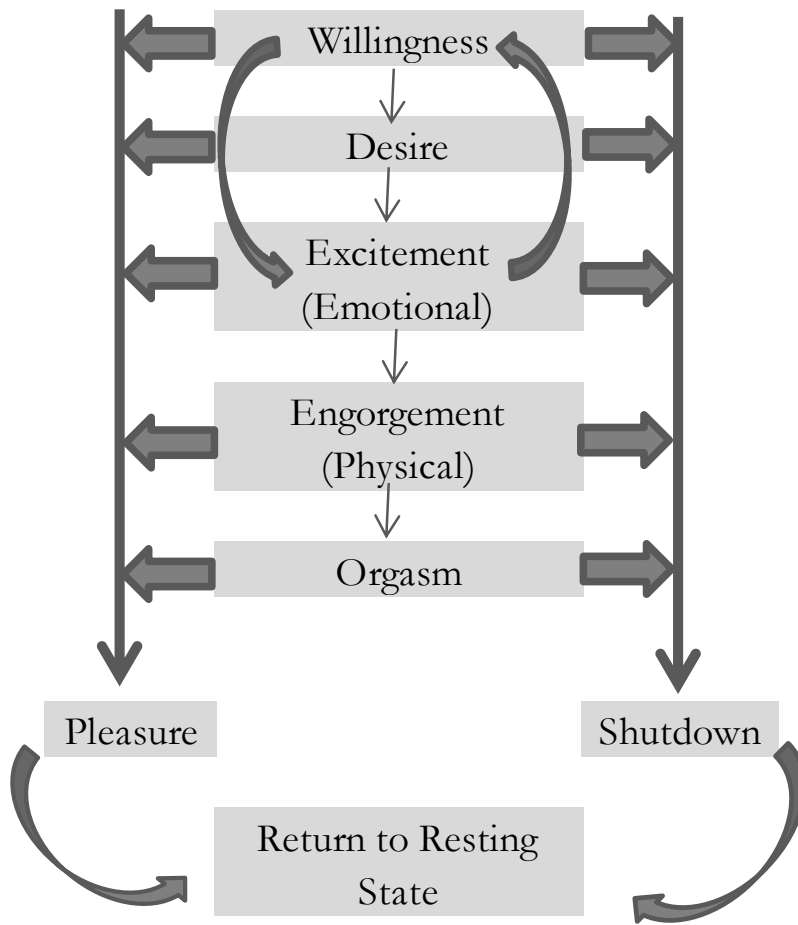 Willingness
Desire
Excitement
(Emotional)
Engorgement
(Physical)
Orgasm
Pleasure
Shutdown
Return to Resting
State